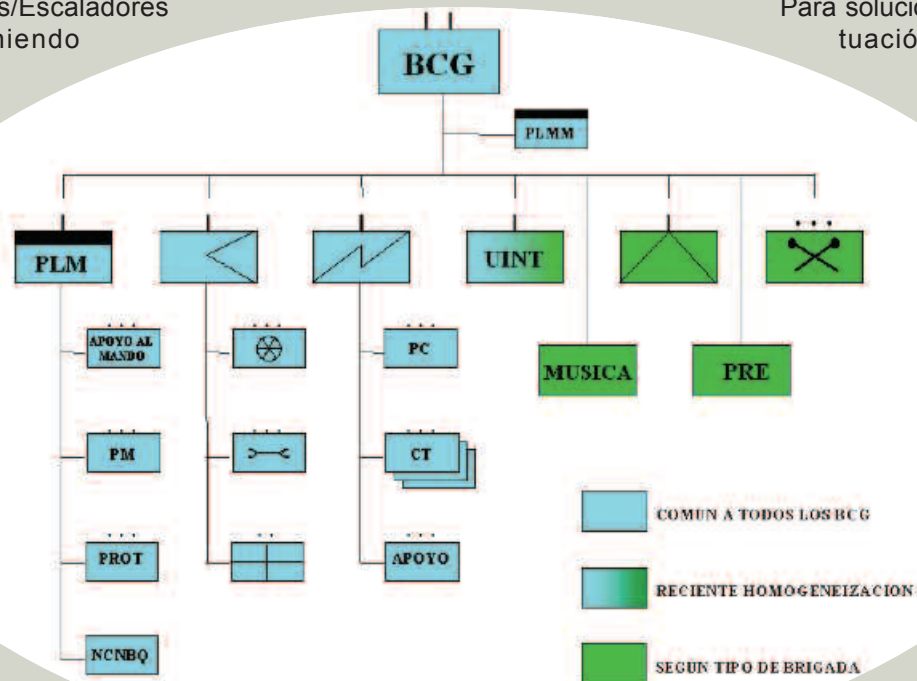 s/Escaladores
niendo
Para solucio
tuació
BCG
PLMM
PLM
UINT
APOYO AL
MANDO
PC
MUSICA
PRE
PM
CT
PROT
APOYO
NCNBQ
COMUN A TODOS LOS BCG
RECIENTE HOMOGENEIZACION
SEGUN TIPO DE BRIGADA